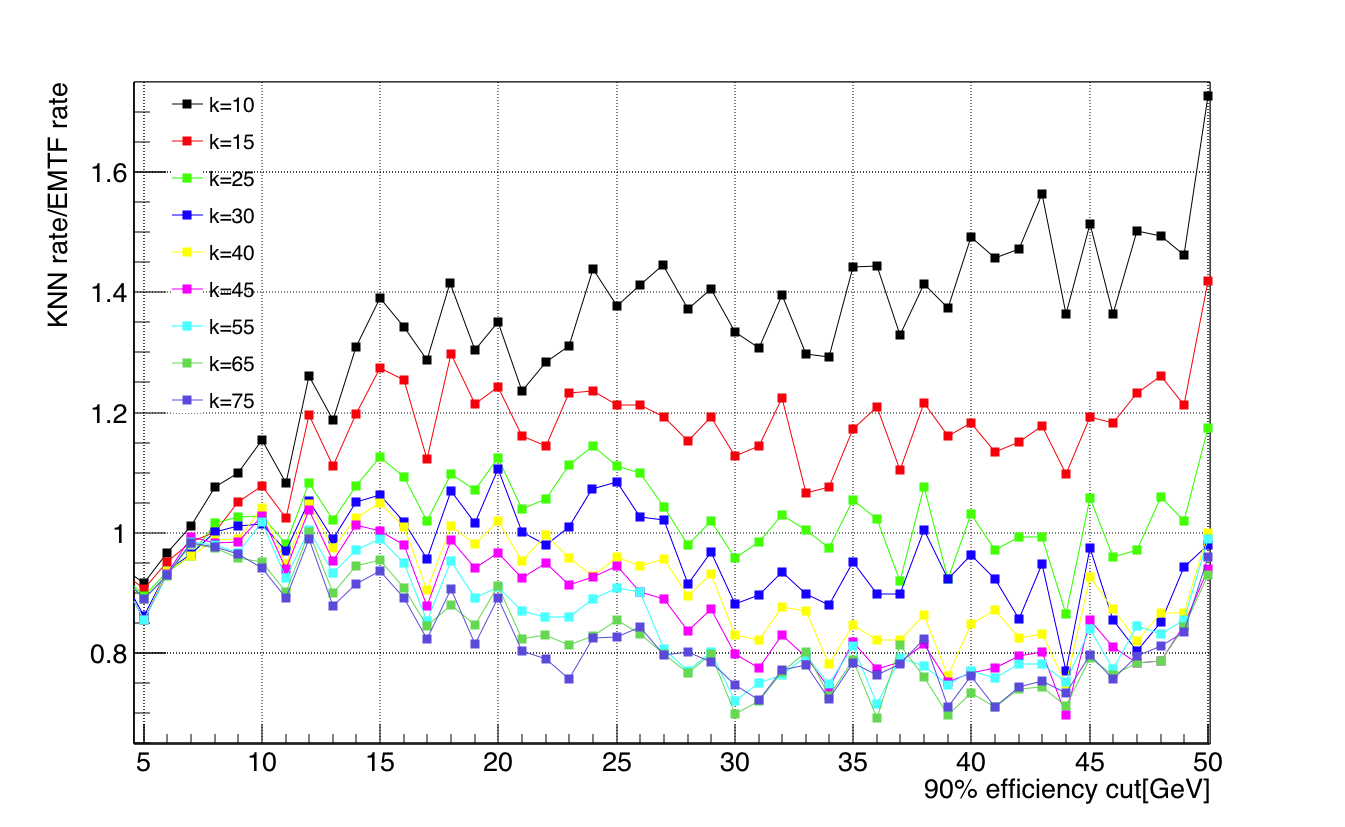 KNN rate/EMTF rate
k=10
k=15
k=25
k=30
k=40
k=45
k=55
k=65
k=75
1.6
1.4
1.2
1
0.8
5 10 15 20 25 30 35 40 45 50
90% efficiency cut[GeV]